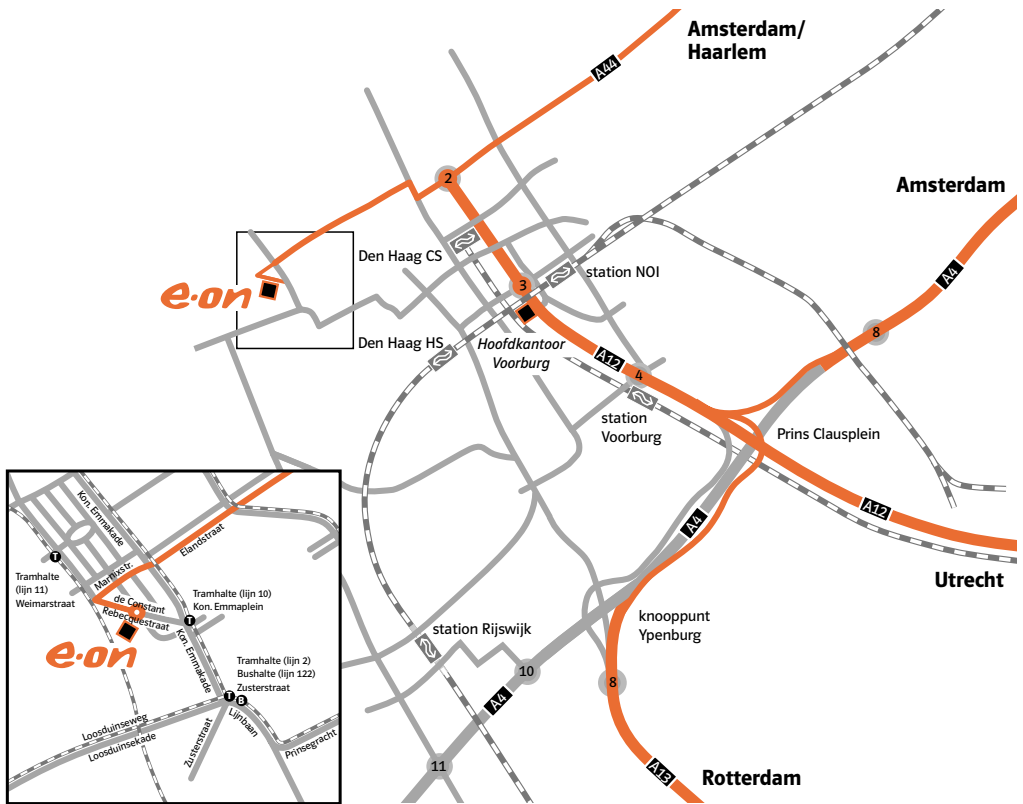 Amsterdam/
Haarlem
A44
2
Amsterdam
A4
8
Den Haag CS
station NOI
e·on
3
Den Haag HS
Hoofdkantoor
Voorburg
A12
4
station
Voorburg
Prins Clausplein
A4
A12
Utrecht
knooppunt
Ypenburg
station Rijswijk
10
8
A4
11
A13
Rotterdam
Kon. Emmakade
Elandstraat
T
Tramhalte
(lijn 11)
Weimarstraat
Marnixstr.
de Constant
Rebecquestraat
Tramhalte (lijn 10)
Kon. Emmaplein
T
e·on
Kon. Emmakade
Tramhalte (lijn 2)
Bushalte (lijn 122)
Zusterstraat
T
B
Loosduinseweg
Loosduinsekade
Zusterstraat
Lijnbaan
Prinsegracht